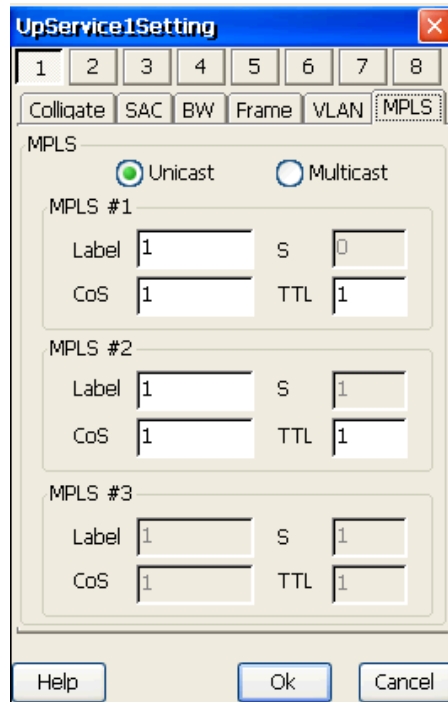 UpService1Setting
1 2 3 4 5 6 7 8
Colligate SAC BW Frame VLAN MPLS
MPLS
Unicast Multicast
MPLS #1
Label 1 S 0
CoS 1 TTL 1
MPLS #2
Label 1 S 1
CoS 1 TTL 1
MPLS #3
Label 1 S 1
CoS 1 TTL 1
Help Ok Cancel